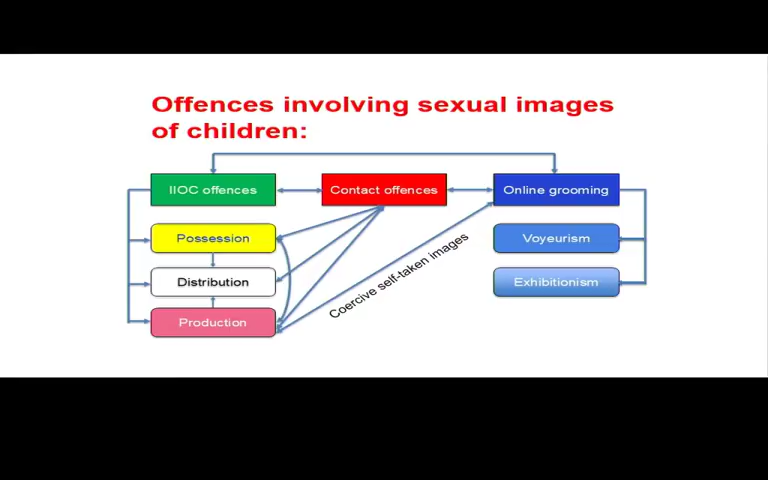 Offences involving sexual images
of children:
IIOC offences
Contact offences
Online grooming
Possession
Voyeurism
Distribution
Exhibitionism
Production
Coercive self-taken images